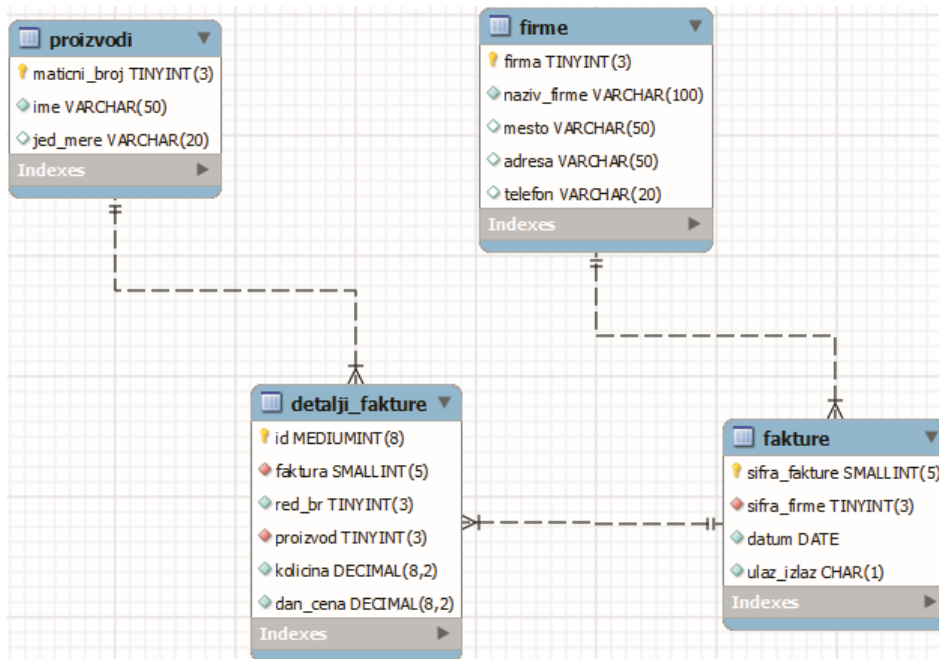 proizvodi
maticni_broj TINYINT(3)
ime VARCHAR(50)
jed_mere VARCHAR(20)
Indexes
firme
firma TINYINT(3)
naziv_firme VARCHAR(100)
mesto VARCHAR(50)
adresa VARCHAR(50)
telefon VARCHAR(20)
Indexes
detalji_fakture
id MEDIUMINT(8)
faktura SMALLINT(5)
red_br TINYINT(3)
proizvod TINYINT(3)
kolicina DECIMAL(8,2)
dan_cena DECIMAL(8,2)
Indexes
fakture
sifra_fakture SMALLINT(5)
sifra_firme TINYINT(3)
datum DATE
ulaz_izlaz CHAR(1)
Indexes